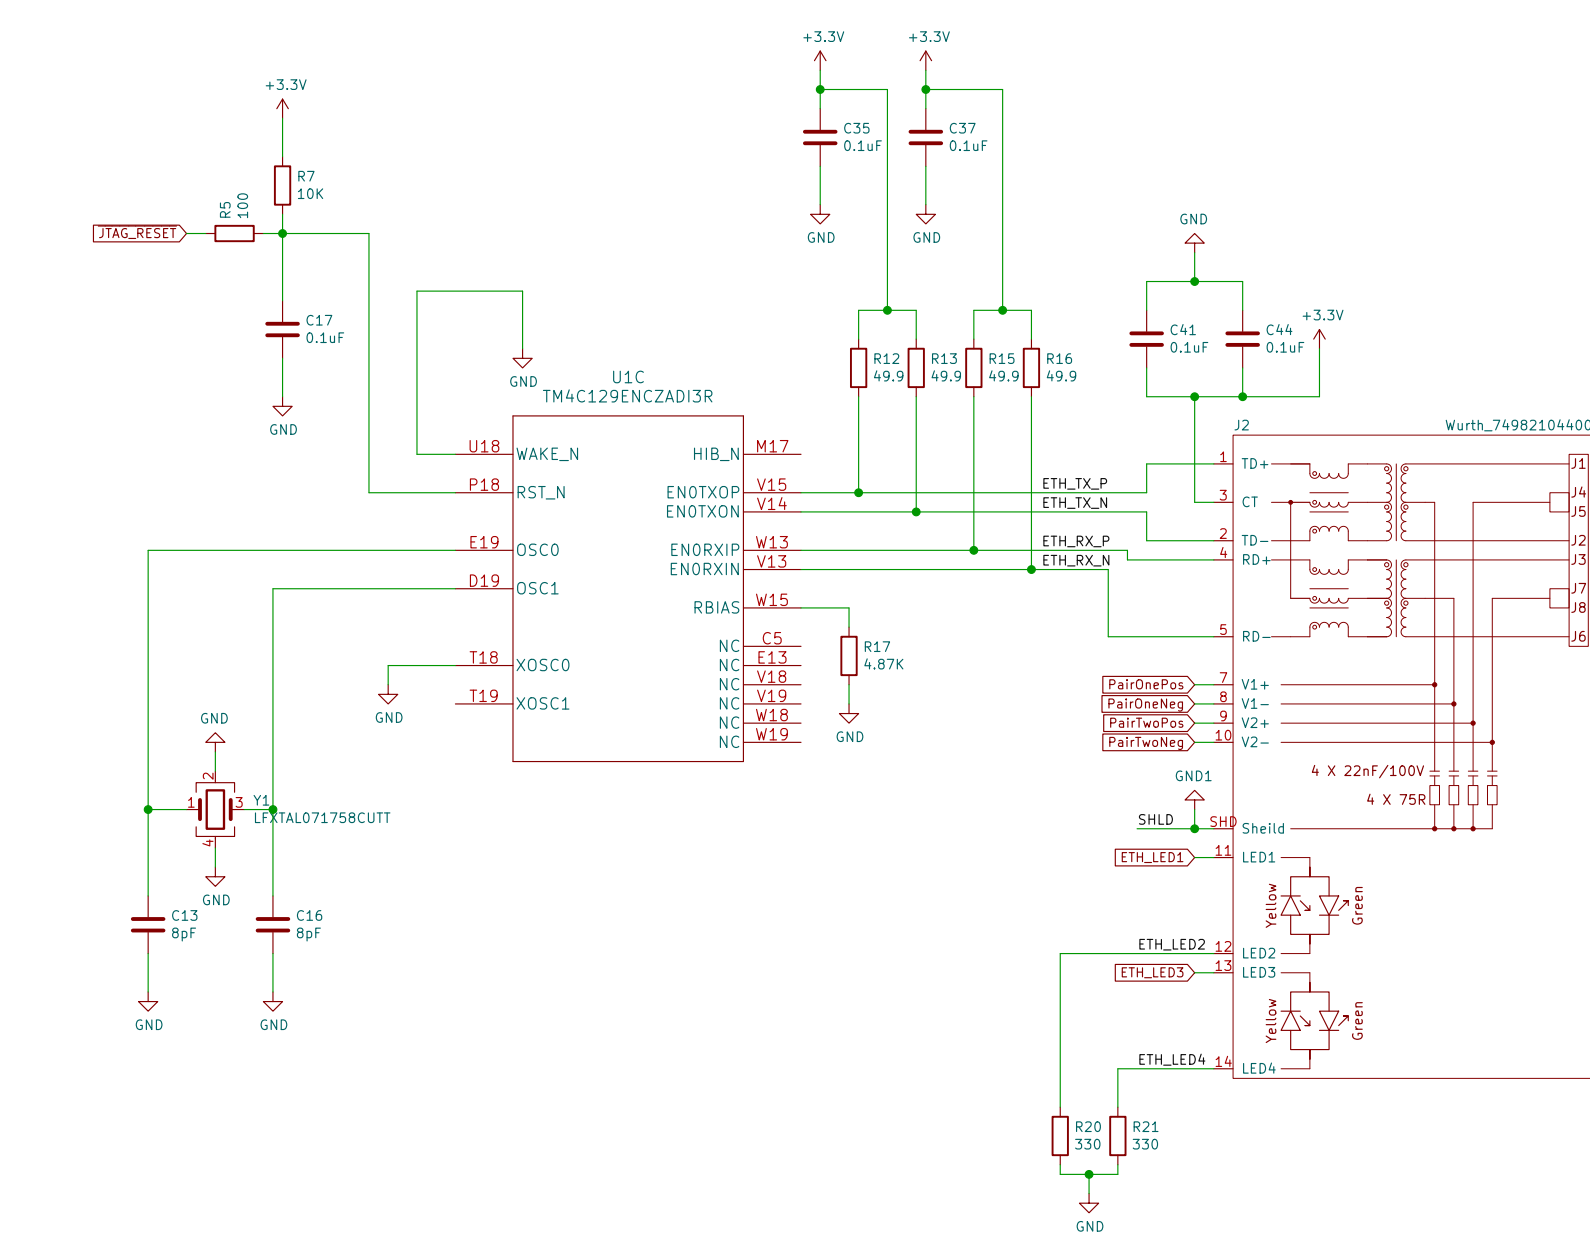 +3.3V
+3.3V
+3.3V
C35
0.1uF
C37
0.1uF
R7
10K
R5
100
JTAG_RESET
GND
GND
GND
C17
0.1uF
+3.3V
C41
0.1uF
C44
0.1uF
GND
R12
49.9
R13
49.9
R15
49.9
R16
49.9
U1C
TM4C129ENCZADI3R
GND
J2
Wurth_74982104400
U18
WAKE_N
P18
RST_N
E19
OSC0
D19
OSC1
T18
XOSC0
T19
XOSC1
HIB_N
M17
EN0TXOP
V15
EN0TXON
V14
EN0RXIP
W13
EN0RXIN
V13
RBIAS
W15
NC
C5
NC
E13
NC
V18
NC
V19
NC
W18
NC
W19
ETH_TX_P
ETH_TX_N
ETH_RX_P
ETH_RX_N
R17
4.87K
GND
GND
1
TD+
3
CT
2
TD-
4
RD+
5
RD-
J1
J4
J5
J2
J3
J7
J8
J6
PairOnePos
7
V1+
PairOneNeg
8
V1-
PairTwoPos
9
V2+
PairTwoNeg
10
V2-
4 X 22nF/100V
4 X 75R
GND1
SHLD
SHD
Sheild
ETH_LED1
11
LED1
Yellow
Green
ETH_LED2
12
LED2
ETH_LED3
13
LED3
Yellow
Green
ETH_LED4
14
LED4
GND
2
1
3
4
Y1
LFXTAL071758CUTT
GND
C13
8pF
C16
8pF
GND
GND
R20
330
R21
330
GND